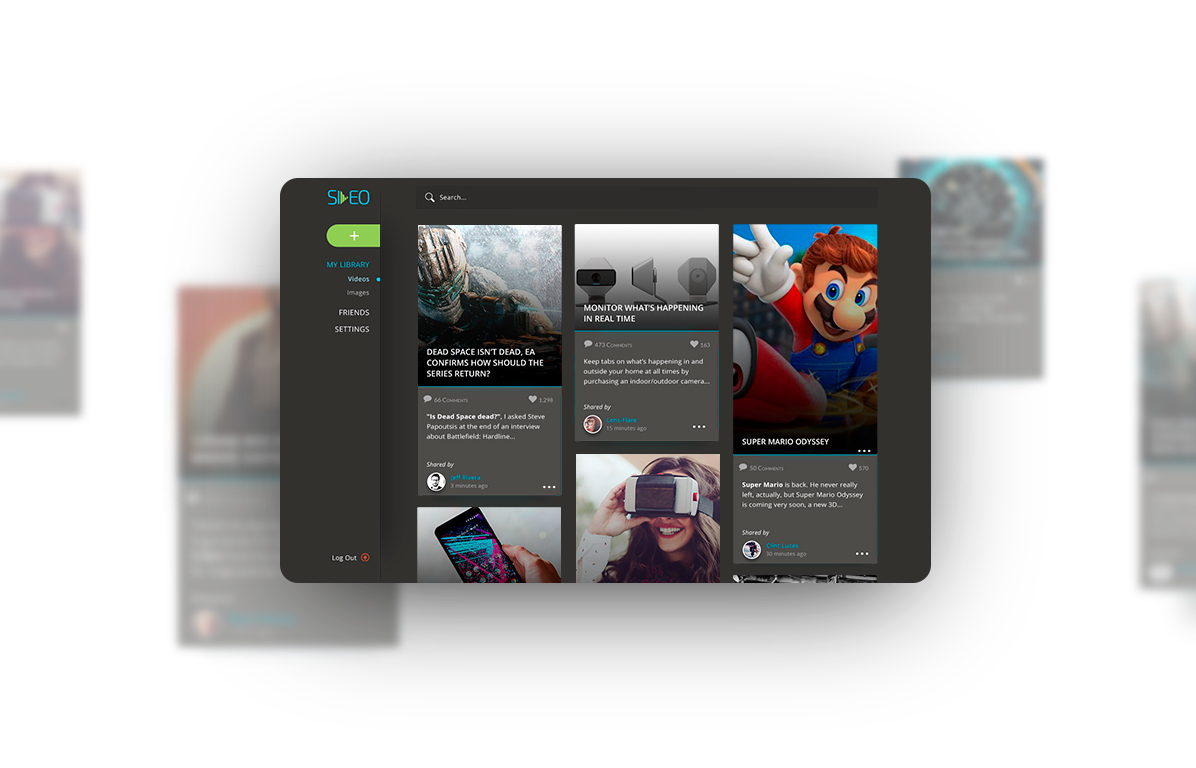 SIDEO
Search...
+
MY LIBRARY
Videos
Images
FRIENDS
SETTINGS
Log Out
DEAD SPACE ISN'T DEAD, EA
CONFIRMS HOW SHOULD THE
SERIES RETURN?
66 Comments
1.298
"Is Dead Space dead?", I asked Steve
Papoutsis at the end of an interview
about Battlefield: Hardline...
Shared by
Jeff Rivera
3 minutes ago
MONITOR WHAT'S HAPPENING
IN REAL TIME
473 Comments
163
Keep tabs on what's happening in and
outside your home at all times by
purchasing an indoor/outdoor camera...
Shared by
Lens Flare
15 minutes ago
SUPER MARIO ODYSSEY
50 Comments
570
Super Mario is back. He never really
left, actually, but Super Mario Odyssey
is coming very soon, a new 3D...
Shared by
Clint Lucas
30 minutes ago